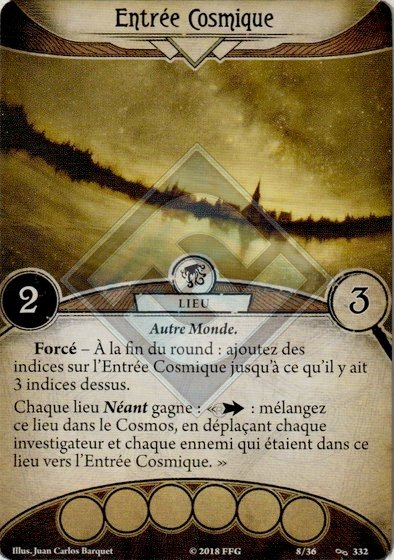 Entrée Cosmique
2
LIEU
3
Autre Monde.
Forcé – À la fin du round : ajoutez des
indices sur l'Entrée Cosmique jusqu'à ce qu'il y ait
3 indices dessus.
Chaque lieu Néant gagne : « : mélangez
ce lieu dans le Cosmos, en déplaçant chaque
investigateur et chaque ennemi qui étaient dans ce
lieu vers l'Entrée Cosmique. »
Illus. Juan Carlos Barquet
© 2018 FFG
8/36
332